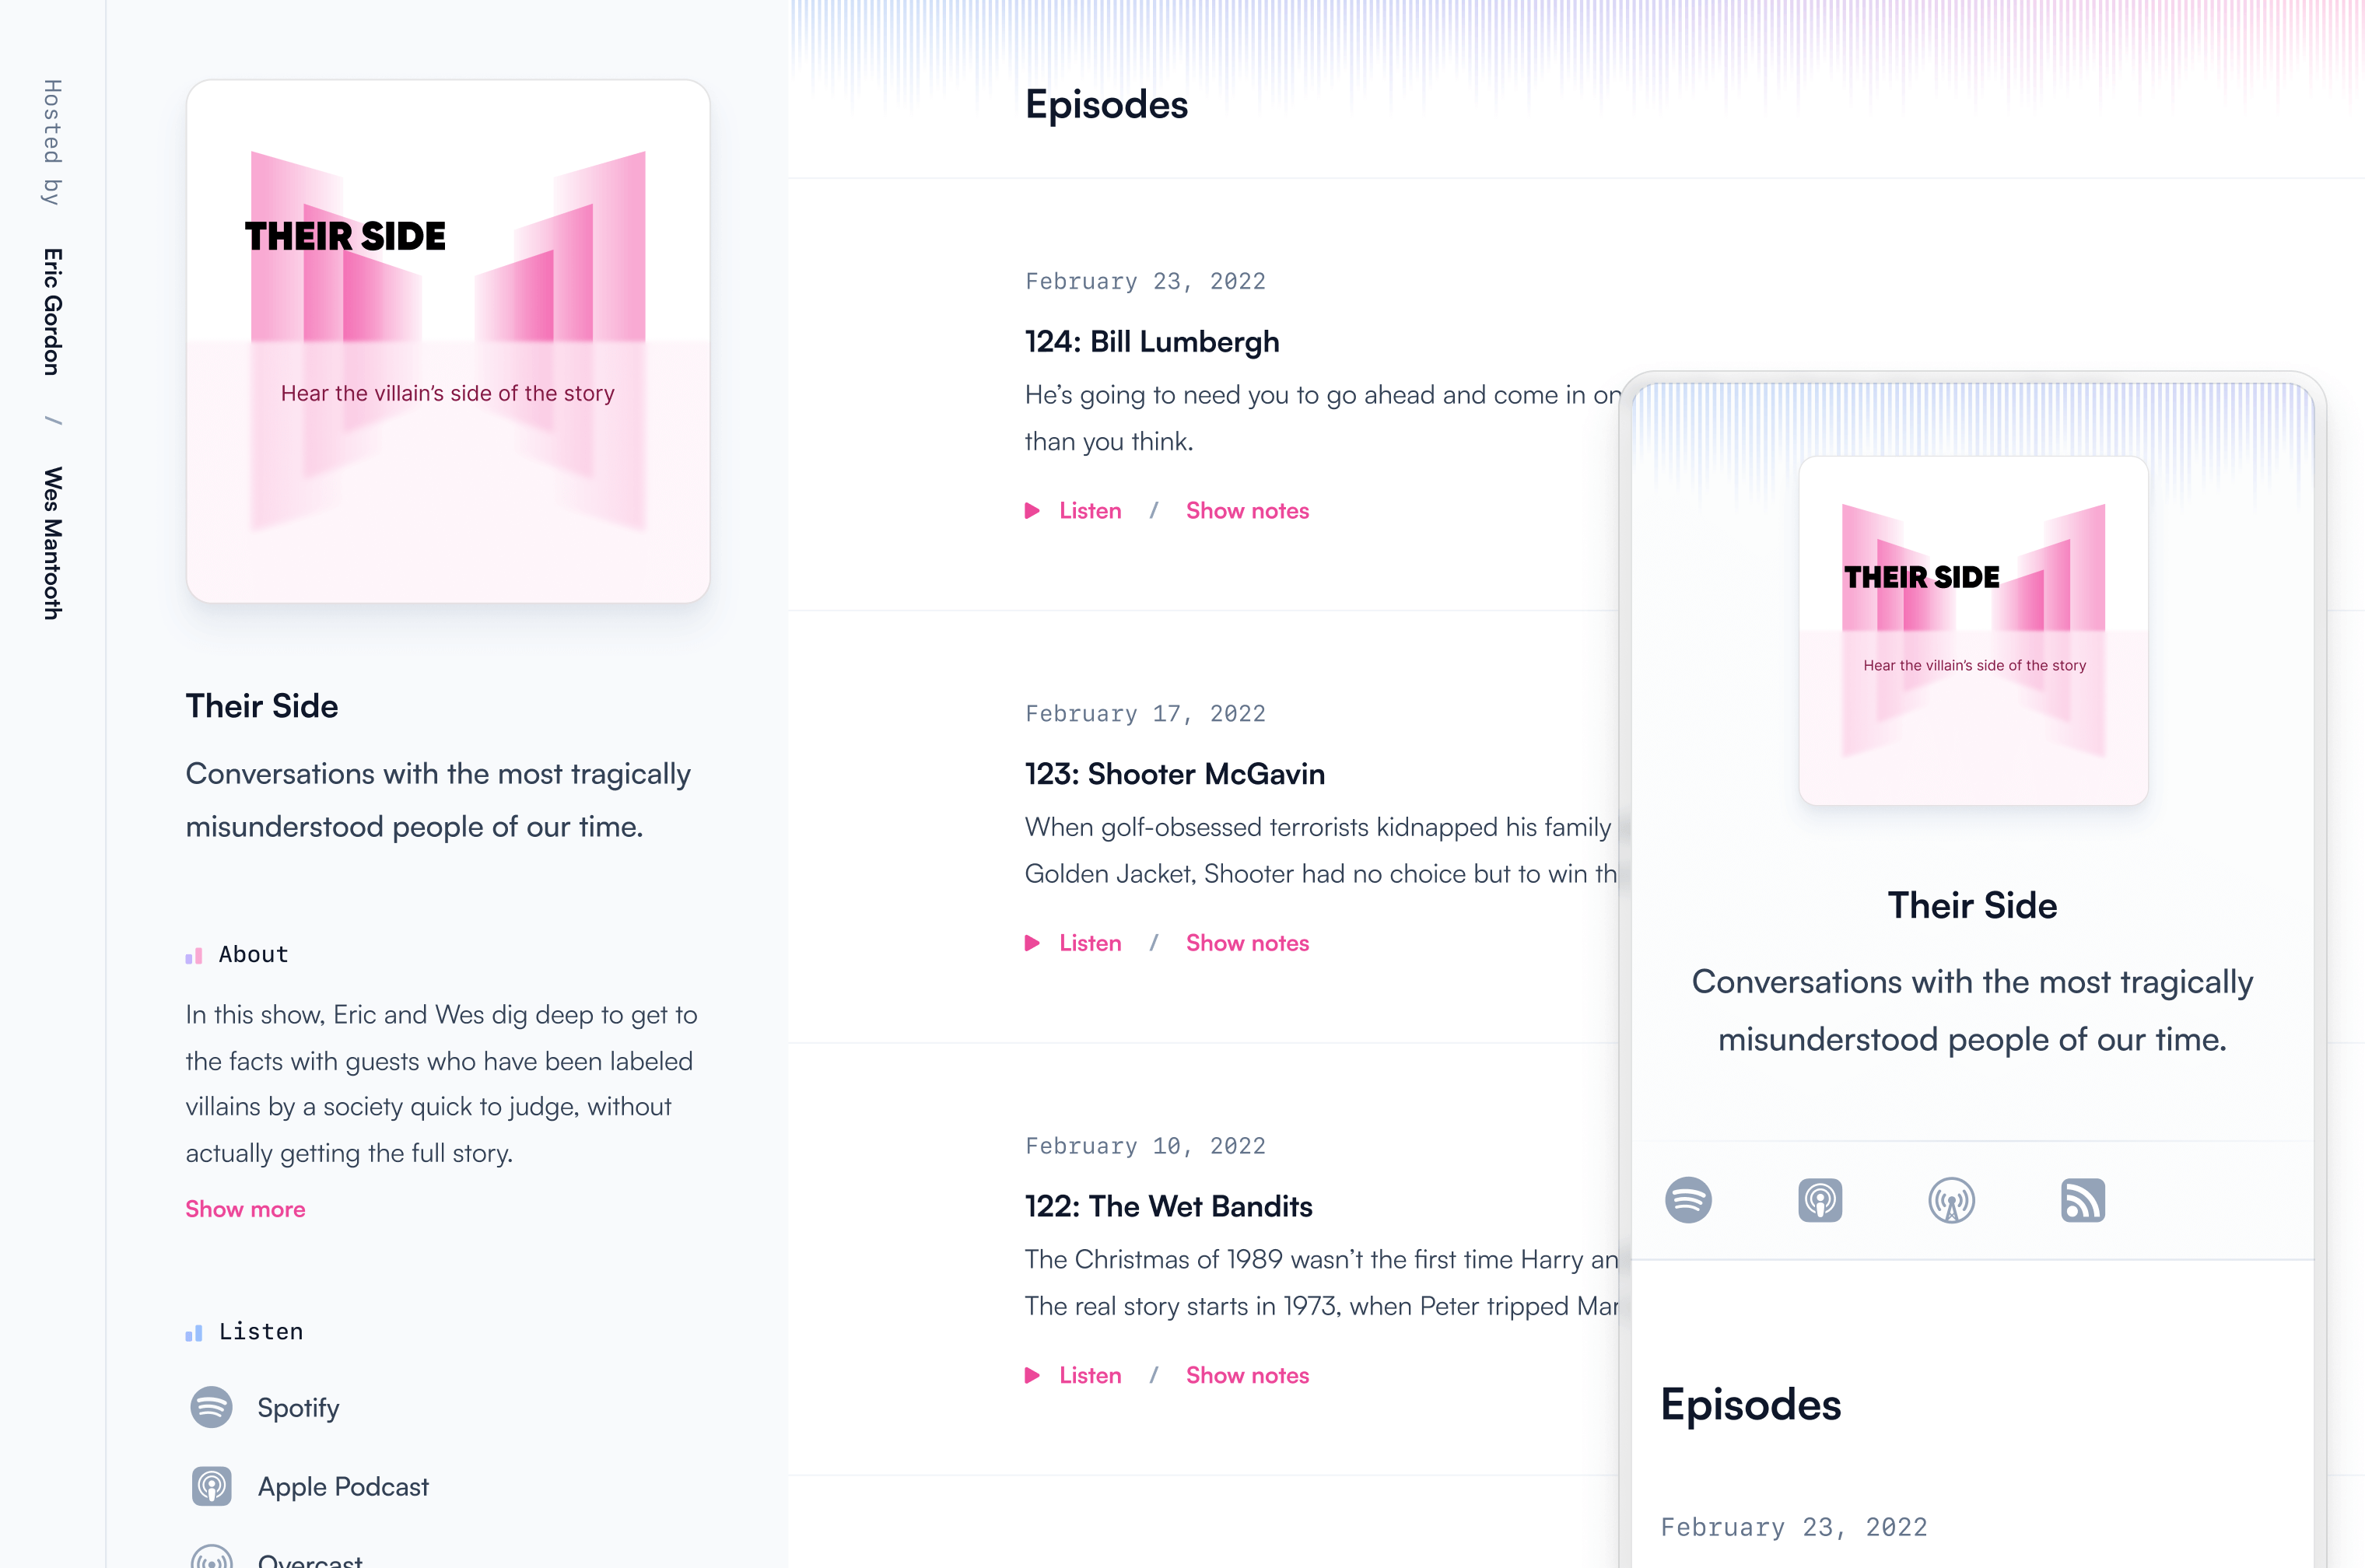 Hosted by Eric Gordon / Wes Mantooth
THEIR SIDE
Hear the villain’s side of the story
Their Side
Conversations with the most tragically
misunderstood people of our time.
About
In this show, Eric and Wes dig deep to get to
the facts with guests who have been labeled
villains by a society quick to judge, without
actually getting the full story.
Show more
Listen
Spotify
Apple Podcast
Overcast
Episodes
February 23, 2022
124: Bill Lumbergh
He’s going to need you to go ahead and come in on
than you think.
Listen / Show notes
February 17, 2022
123: Shooter McGavin
When golf-obsessed terrorists kidnapped his family
Golden Jacket, Shooter had no choice but to win th
Listen / Show notes
February 10, 2022
122: The Wet Bandits
The Christmas of 1989 wasn’t the first time Harry an
The real story starts in 1973, when Peter tripped Mar
Listen / Show notes
THEIR SIDE
Hear the villain’s side of the story
Their Side
Conversations with the most tragically
misunderstood people of our time.
Episodes
February 23, 2022